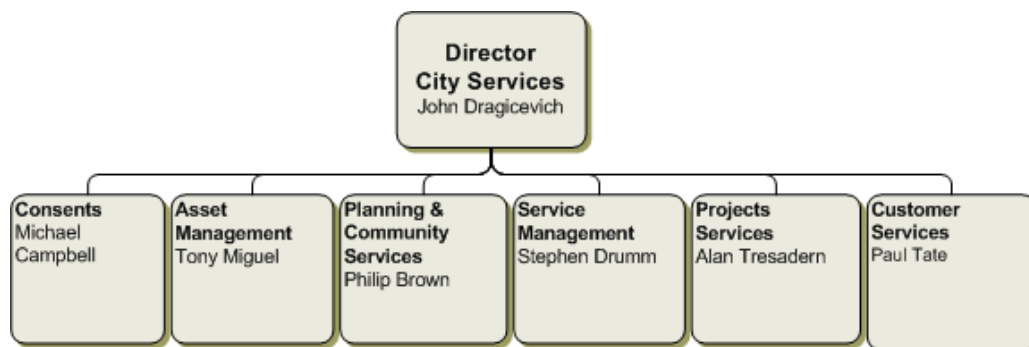 Director
City Services
John Dragicevich
Consents
Michael
Campbell
Asset
Management
Tony Miguel
Planning &
Community
Services
Philip Brown
Service
Management
Stephen Drumm
Projects
Services
Alan Tresadern
Customer
Services
Paul Tate